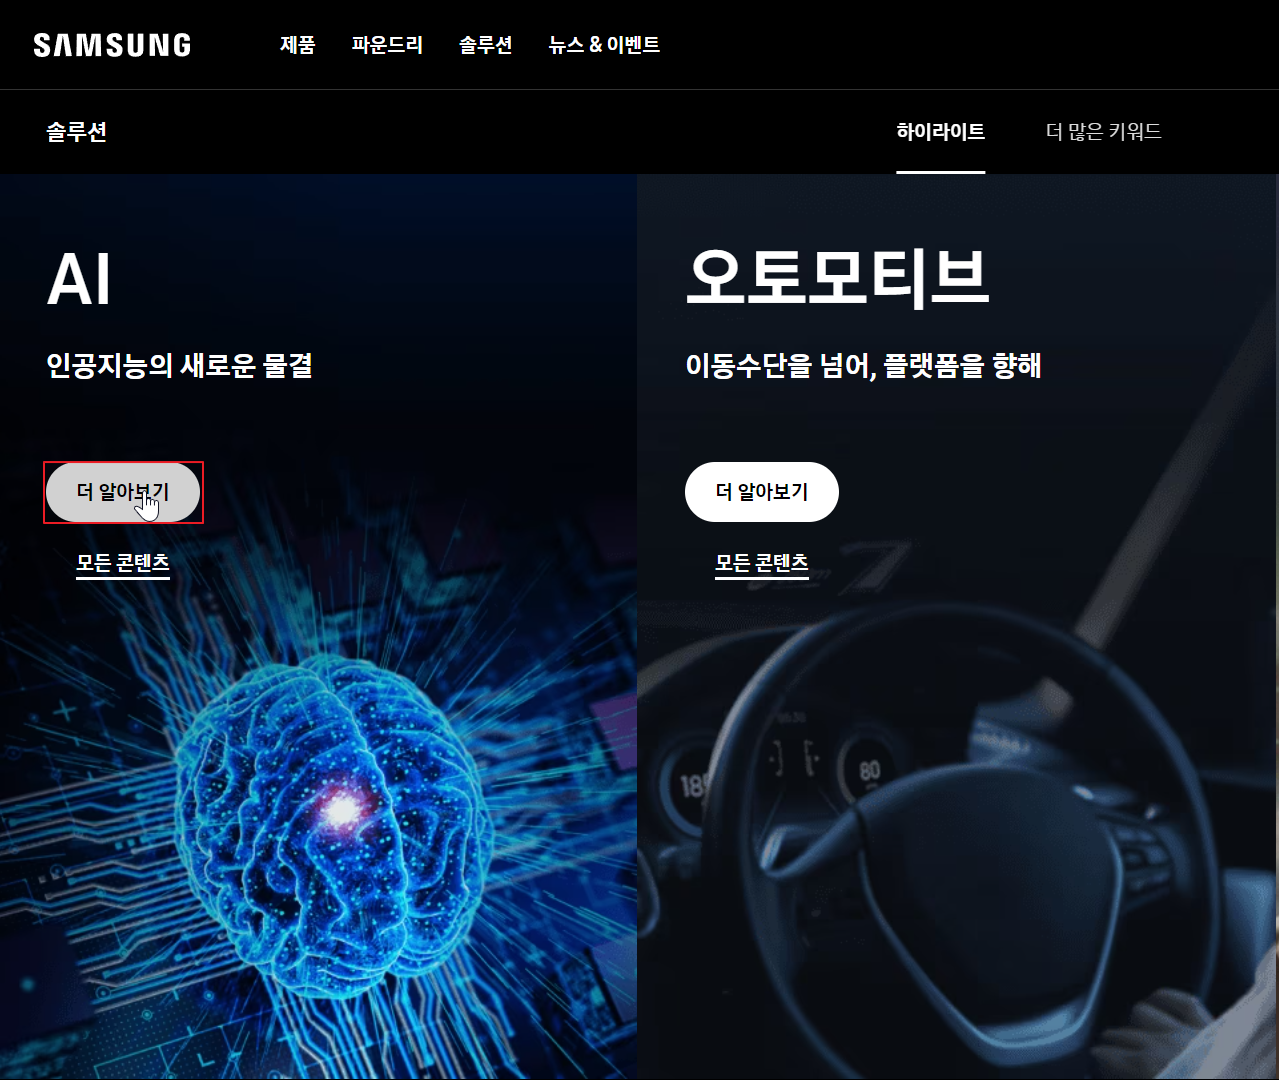 SAMSUNG 제품 파운드리 솔루션 뉴스 & 이벤트
솔루션 하이라이트 더 많은 키워드
AI
인공지능의 새로운 물결
더 알아보기
모든 콘텐츠
오토모티브
이동수단을 넘어, 플랫폼을 향해
더 알아보기
모든 콘텐츠
80